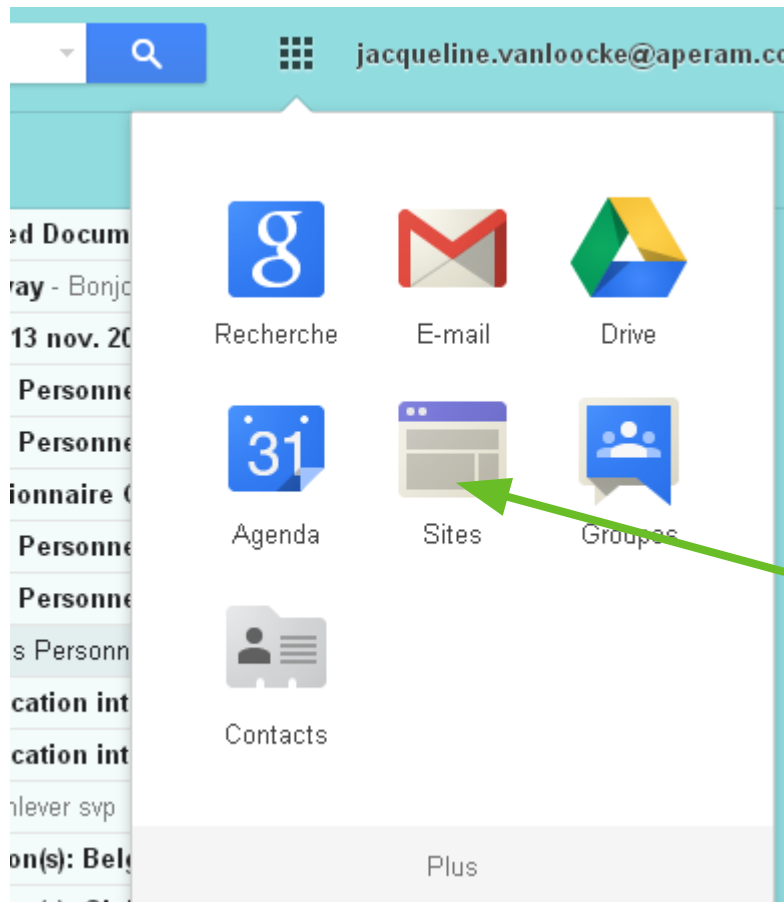 jacqueline.vanloocke@aperam.co
ed Docum
ay - Bonjo
13 nov. 20
Personne
Personne
ionnaire
Personne
Personne
s Personn
cation int
cation int
nlever svp
on(s): Belg
g
Recherche
E-mail
Drive
31
Agenda
Sites
Groupes
Contacts
Plus